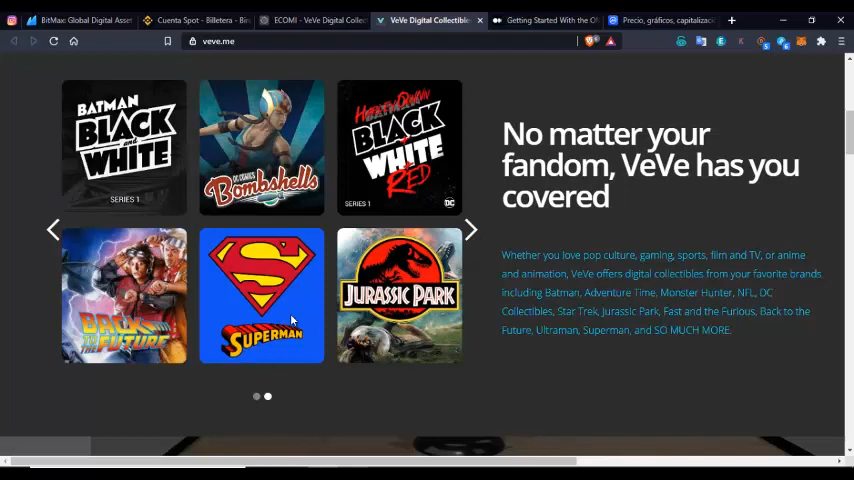 BitMax: Global Digital Asset
Cuenta Spot - Billetera - Bin
ECOMI - VeVe Digital Collecti
VeVe Digital Collectible
Getting Started With the O
Precio, gráficos, capitalizaci
veve.me
BATMAN
BLACK
and
WHITE
SERIES 1
DC COMICS
Bombshells
Harley Quinn
BLACK
WHITE
RED
SERIES 1
DC
BACK
TO THE
FUTURE
S
SUPERMAN
JURASSIC PARK
No matter your
fandom, VeVe has you
covered
Whether you love pop culture, gaming, sports, film and TV, or anime
and animation, VeVe offers digital collectibles from your favorite brands
including Batman, Adventure Time, Monster Hunter, NFL, DC
Collectibles, Star Trek, Jurassic Park, Fast and the Furious, Back to the
Future, Ultraman, Superman, and SO MUCH MORE.